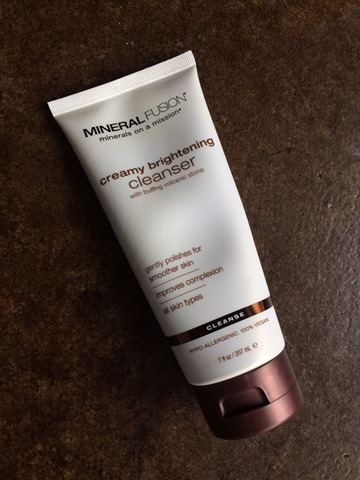 MINERAL FUSION®
minerals on a mission®
creamy brightening
cleanser
with buffing volcanic stone
gently polishes for
smoother skin
improves complexion
all skin types
CLEANSE
HYPO-ALLERGENIC. 100% VEGAN
7 fl oz / 207 mL ℮